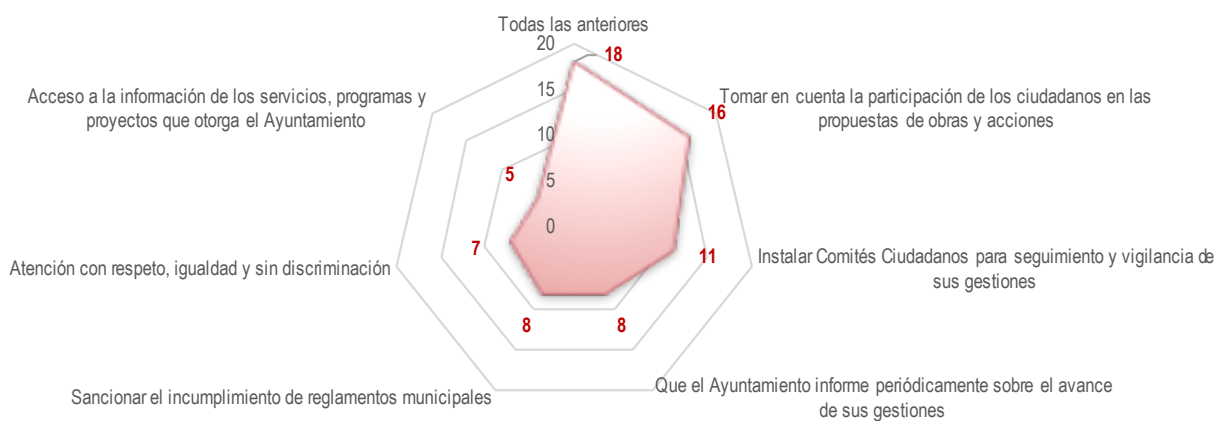 Todas las anteriores
20
18
15
10
5
0
Tomar en cuenta la participación de los ciudadanos en las
propuestas de obras y acciones
16
Instalar Comités Ciudadanos para seguimiento y vigilancia de
sus gestiones
11
Que el Ayuntamiento informe periódicamente sobre el avance
de sus gestiones
8
Sancionar el incumplimiento de reglamentos municipales
8
Atención con respeto, igualdad y sin discriminación
7
Acceso a la información de los servicios, programas y
proyectos que otorga el Ayuntamiento
5